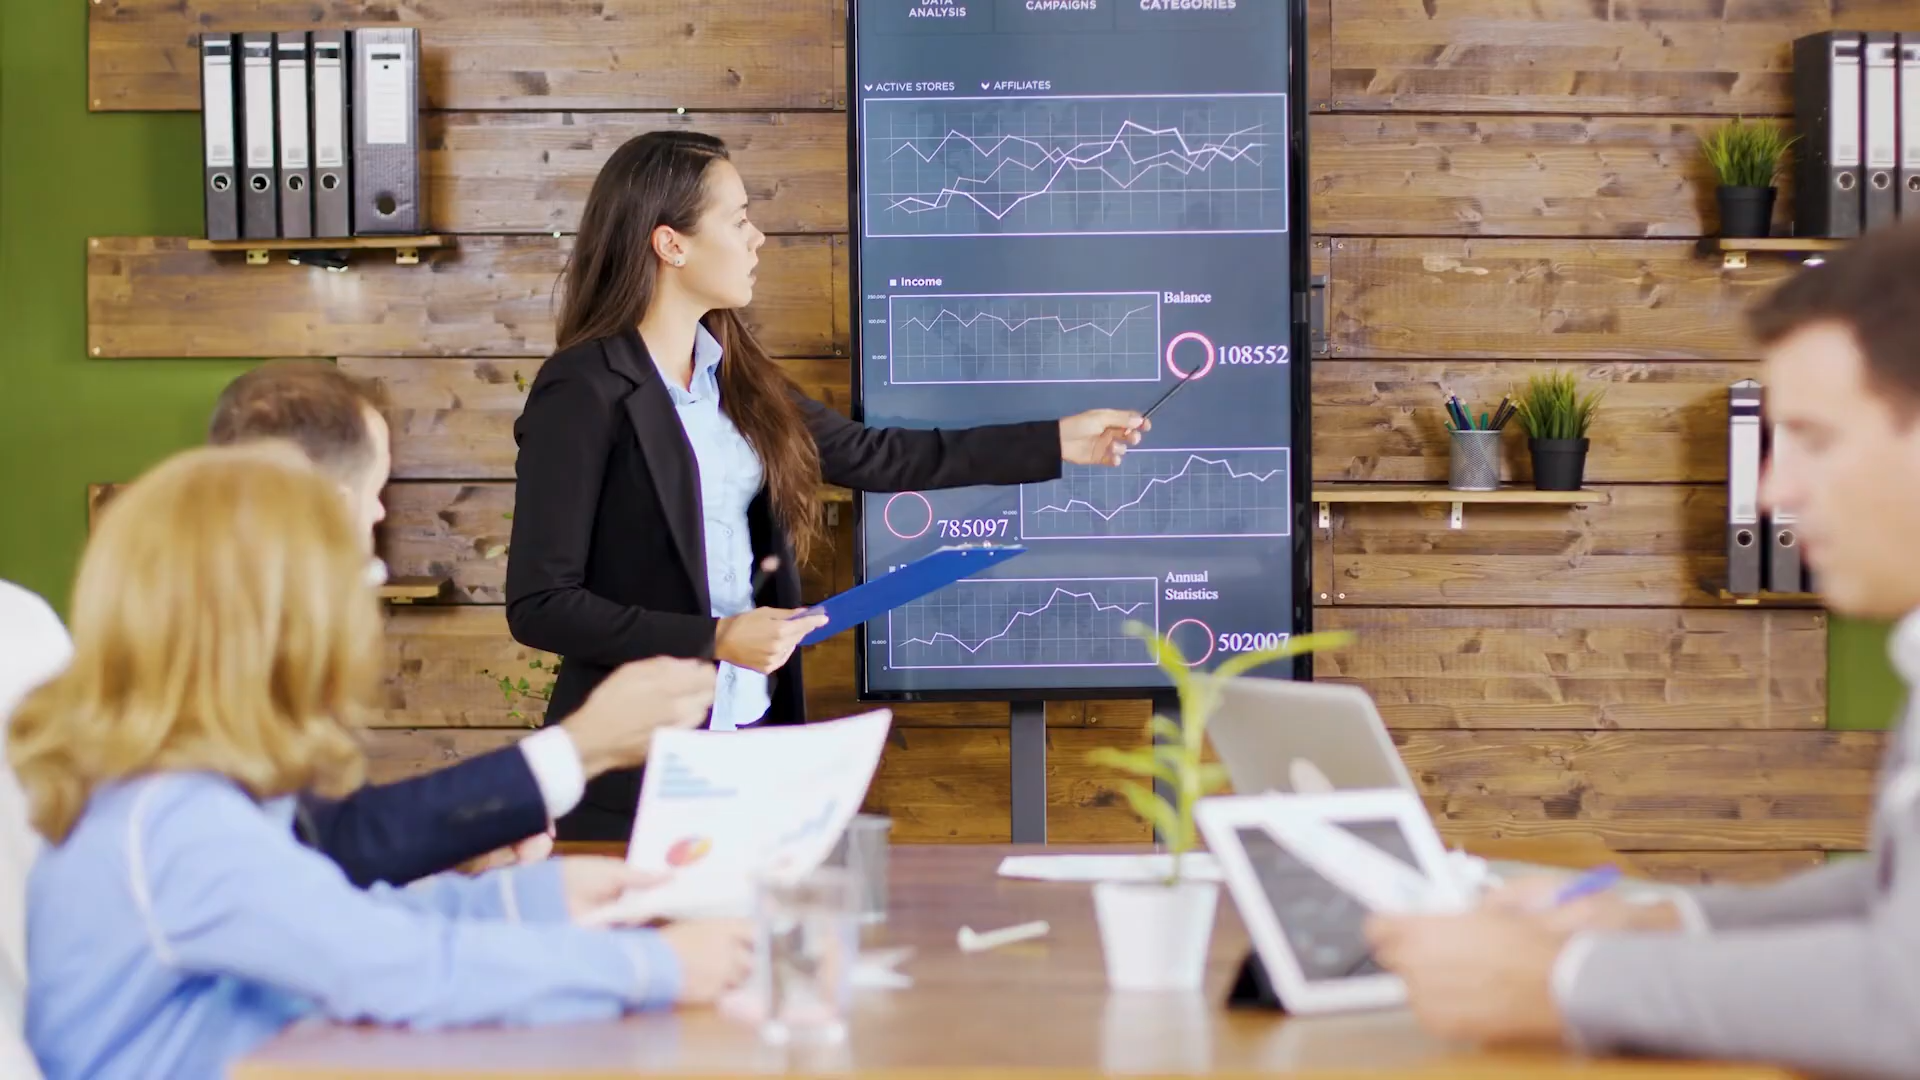 DATA
ANALYSIS
CAMPAIGNS
CATEGORIES
ACTIVE STORES
AFFILIATES
Income
Balance
108552
785097
Annual
Statistics
502007